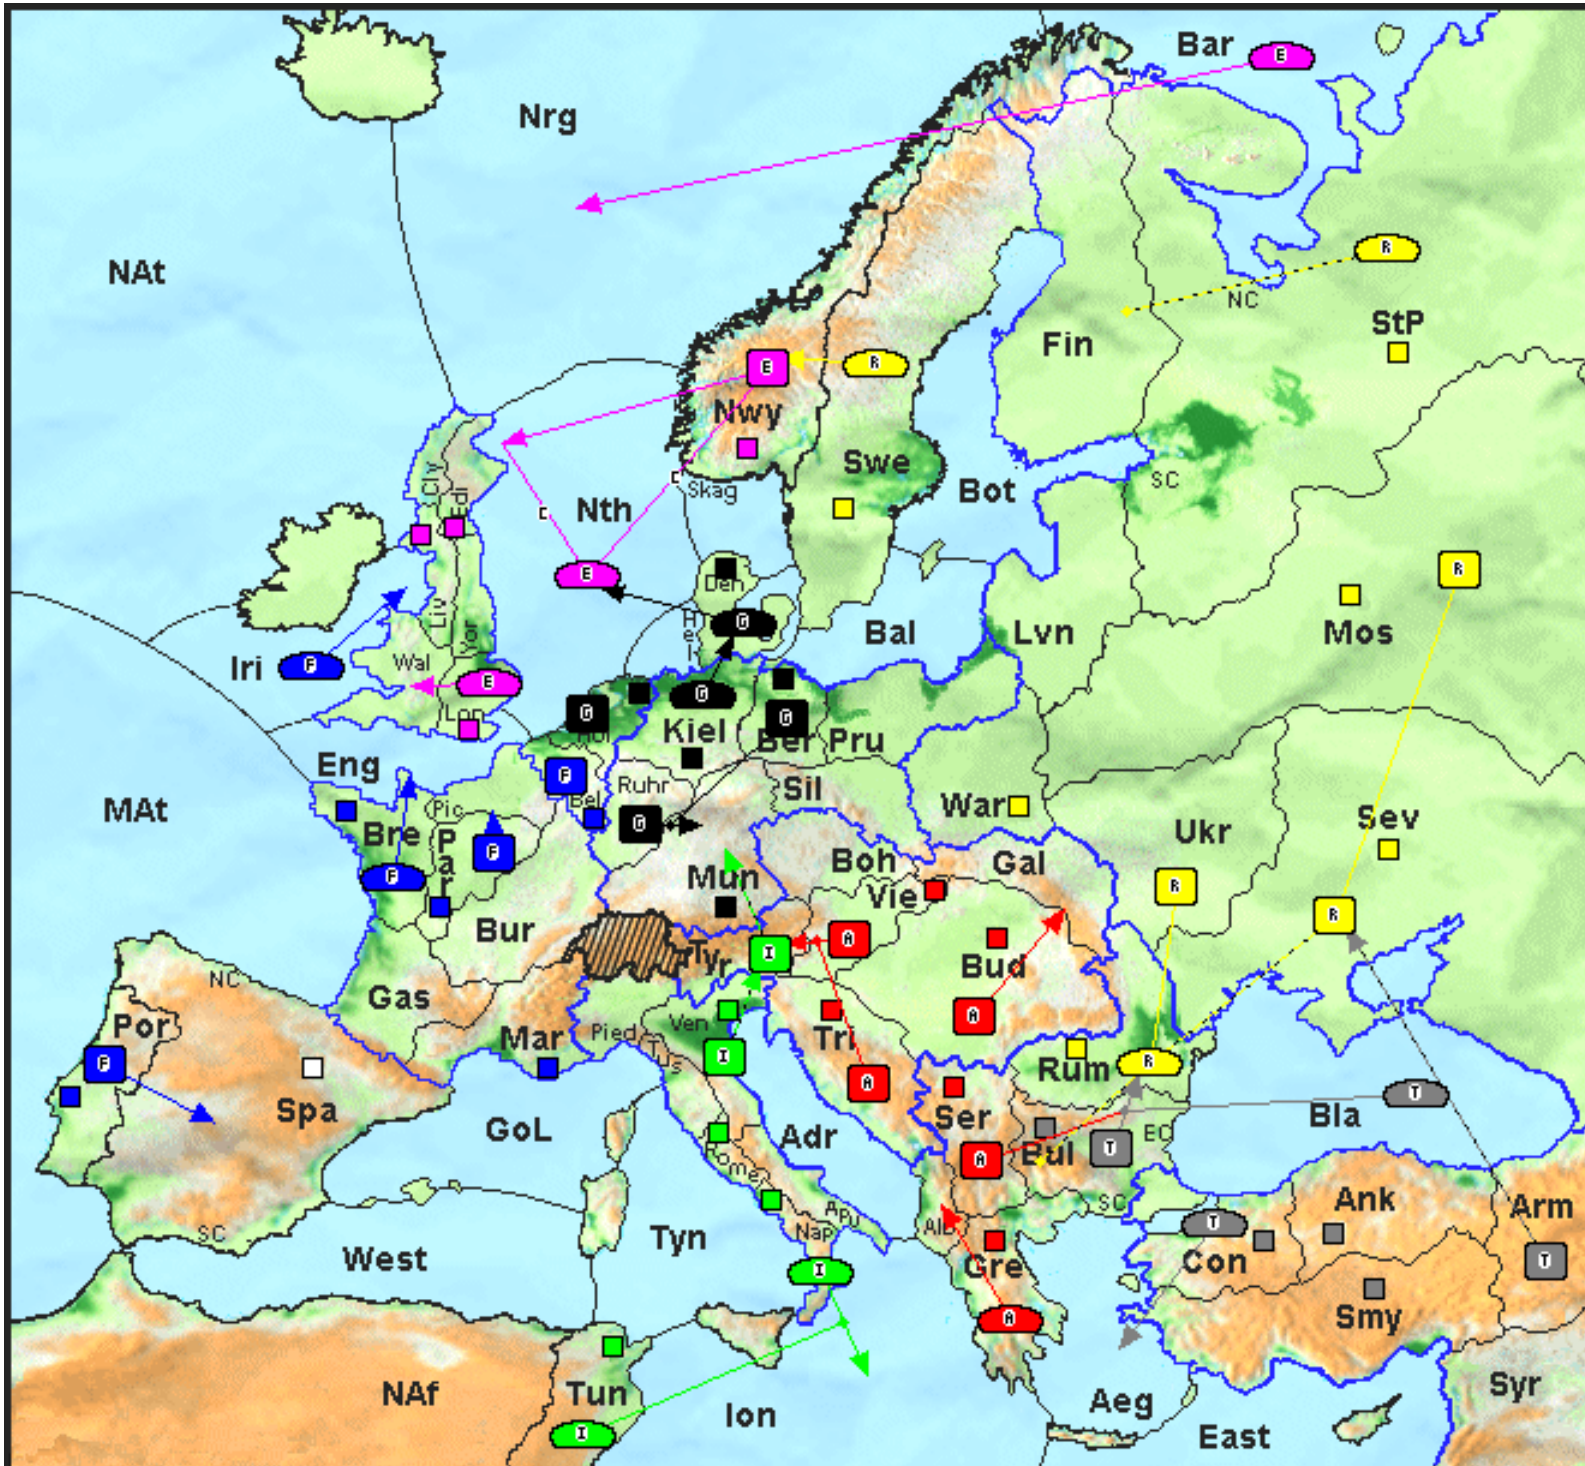 Bar
E
Nrg
R
NAt
NC
StP
Fin
E
R
Nwy
Swe
Cly
Edi
Skag
SC
Bot
C
C
Nth
R
E
Den
Hel
G
Liv
Yor
Bal
Lvn
Mos
Iri
F
Wal
E
G
G
G
Lon
Hol
Kiel
Ber
Pru
Eng
F
Ruhr
Sil
MAt
Pic
Bel
War
Sev
Bre
Par
F
G
Ukr
Boh
Gal
F
Mun
Vie
R
R
Bur
A
I
Tyr
Bud
NC
Gas
A
Por
Mar
Pied
Ven
Tri
Tus
I
Rum
R
F
A
Ser
T
Spa
GoL
Adr
Bla
EC
Rome
A
Bul
T
SC
Ank
Arm
Apu
Alb
T
SC
Tyn
Nap
West
I
Gre
Con
T
A
Smy
NAf
Tun
Syr
Ion
Aeg
I
East